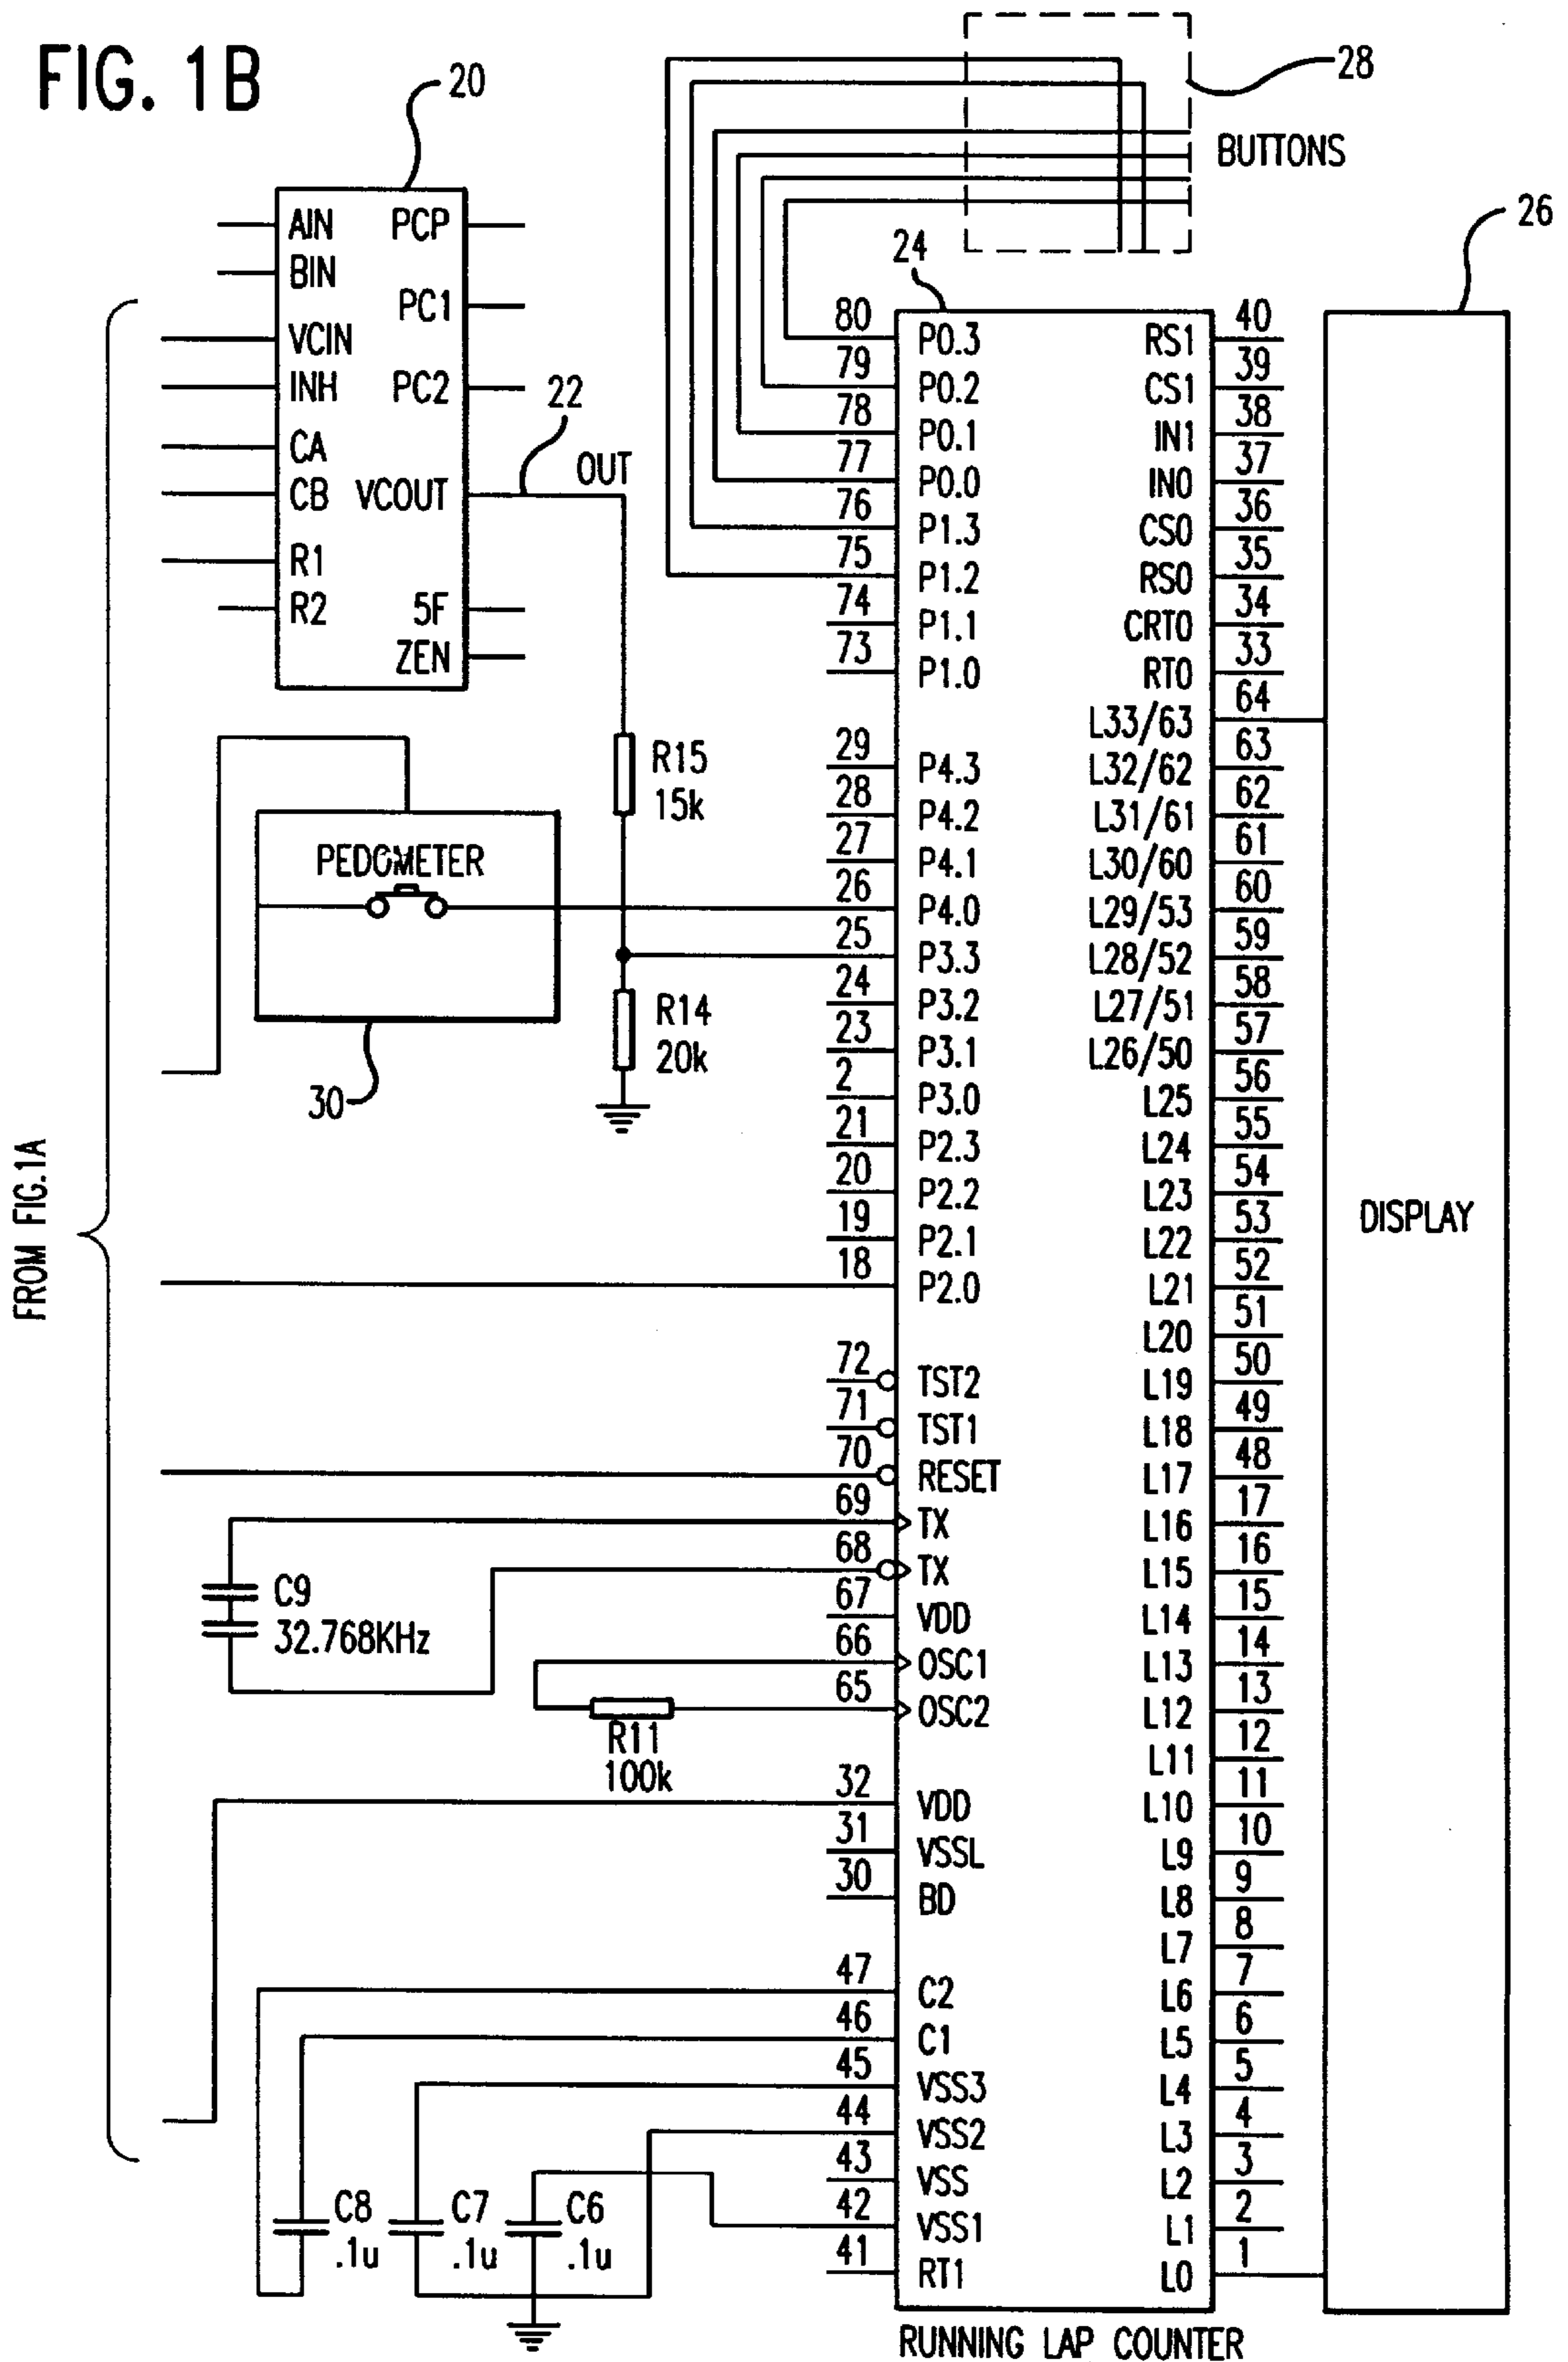 FIG. 1B
20
28
BUTTONS
26
24
22
OUT
AIN PCP
BIN
PC1
VCIN
INH PC2
CA
CB VCOUT
R1
R2 5F
ZEN
R15
15k
PEDOMETER
R14
20k
30
FROM FIG.1A
80 P0.3 RS1 40
79 P0.2 CS1 39
78 P0.1 IN1 38
77 P0.0 IN0 37
76 P1.3 CS0 36
75 P1.2 RS0 35
74 P1.1 CRT0 34
73 P1.0 RT0 33
L33/63 64
29 P4.3 L32/62 63
28 P4.2 L31/61 62
27 P4.1 L30/60 61
26 P4.0 L29/53 60
25 P3.3 L28/52 59
24 P3.2 L27/51 58
23 P3.1 L26/50 57
2 P3.0 L25 56
21 P2.3 L24 55
20 P2.2 L23 54
19 P2.1 L22 53
18 P2.0 L21 52
L20 51
72 TST2 L19 50
71 TST1 L18 49
70 RESET L17 48
69 TX L16 17
68 TX L15 16
67 VDD L14 15
66 OSC1 L13 14
65 OSC2 L12 13
L11 12
32 VDD L10 11
31 VSSL L9 10
30 BD L8 9
L7 8
47 C2 L6 7
46 C1 L5 6
45 VSS3 L4 5
44 VSS2 L3 4
43 VSS L2 3
42 VSS1 L1 2
41 RT1 L0 1
DISPLAY
C9
32.768KHz
R11
100k
C8
.1u
C7
.1u
C6
.1u
RUNNING LAP COUNTER